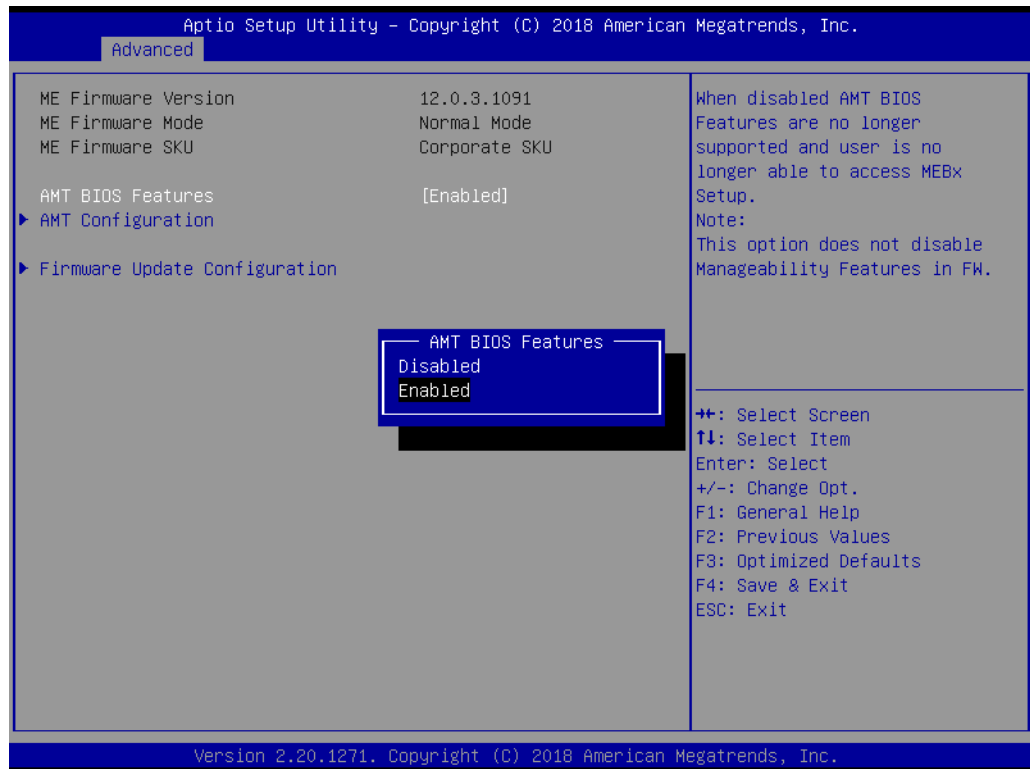 Aptio Setup Utility – Copyright (C) 2018 American Megatrends, Inc.
Advanced
ME Firmware Version 12.0.3.1091
ME Firmware Mode Normal Mode
ME Firmware SKU Corporate SKU
AMT BIOS Features [Enabled]
▶ AMT Configuration
▶ Firmware Update Configuration
AMT BIOS Features
Disabled
Enabled
When disabled AMT BIOS
Features are no longer
supported and user is no
longer able to access MEBx
Setup.
Note:
This option does not disable
Manageability Features in FW.
→←: Select Screen
↑↓: Select Item
Enter: Select
+/-: Change Opt.
F1: General Help
F2: Previous Values
F3: Optimized Defaults
F4: Save & Exit
ESC: Exit
Version 2.20.1271. Copyright (C) 2018 American Megatrends, Inc.